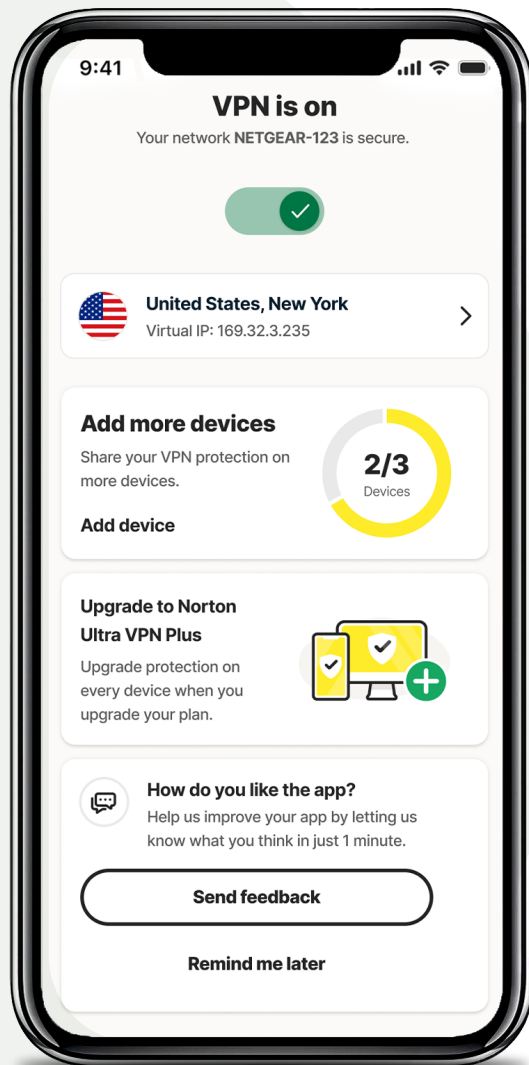 9:41
VPN is on
Your network NETGEAR-123 is secure.
United States, New York
Virtual IP: 169.32.3.235
Add more devices
Share your VPN protection on
more devices.
Add device
2/3
Devices
Upgrade to Norton
Ultra VPN Plus
Upgrade protection on
every device when you
upgrade your plan.
How do you like the app?
Help us improve your app by letting us
know what you think in just 1 minute.
Send feedback
Remind me later